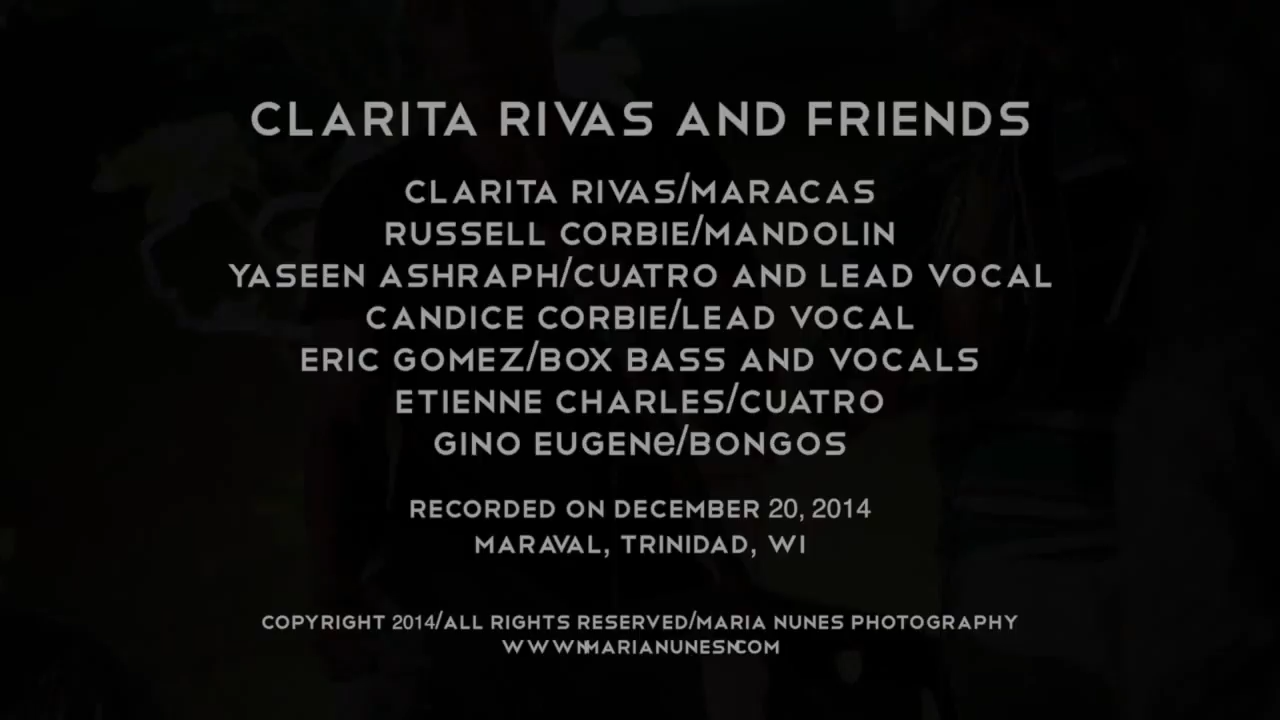 CLARITA RIVAS AND FRIENDS
CLARITA RIVAS/MARACAS
RUSSELL CORBIE/MANDOLIN
YASEEN ASHRAPH/CUATRO AND LEAD VOCAL
CANDICE CORBIE/LEAD VOCAL
ERIC GOMEZ/BOX BASS AND VOCALS
ETIENNE CHARLES/CUATRO
GINO EUGENe/BONGOS
RECORDED ON DECEMBER 20, 2014
MARAVAL, TRINIDAD, WI
COPYRIGHT 2014/ALL RIGHTS RESERVED/MARIA NUNES PHOTOGRAPHY
WWWNMARIANUNESNCOM